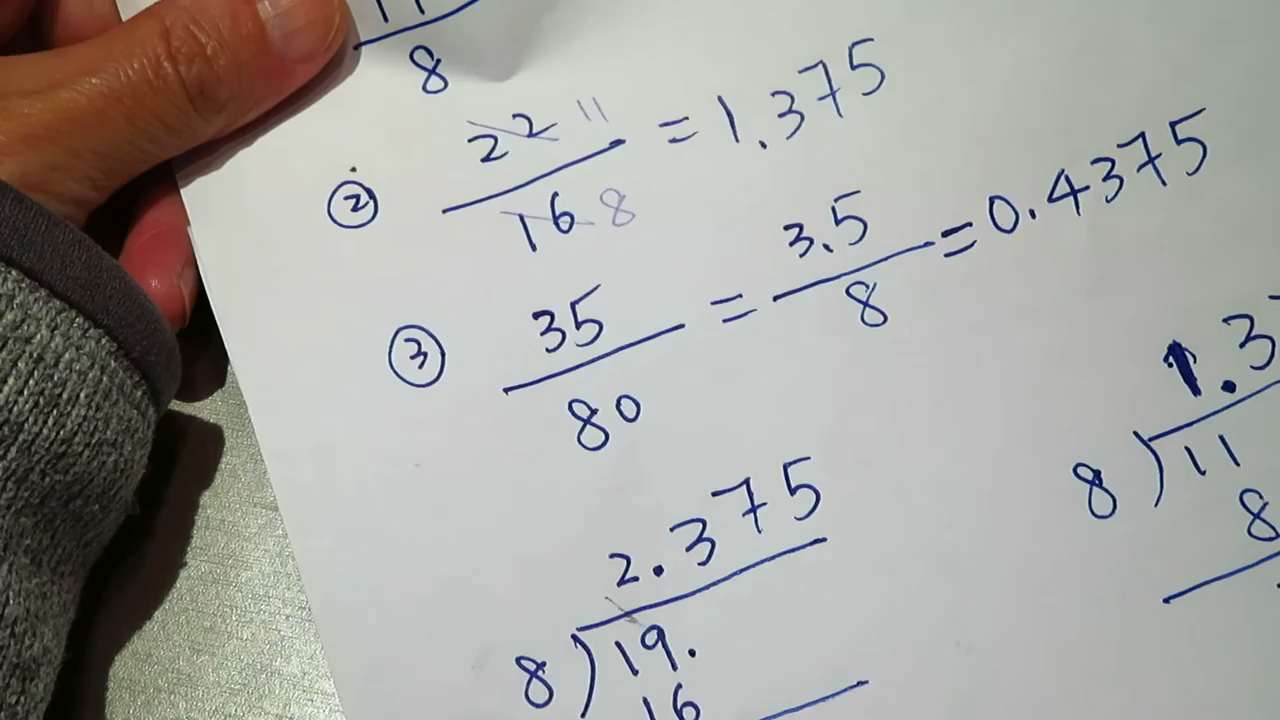 8
② 22 11 / 16 8 = 1.375
③ 35 / 80 = 3.5 / 8 = 0.4375
1.3
8 ) 11
8
2.375
8 ) 19.
16